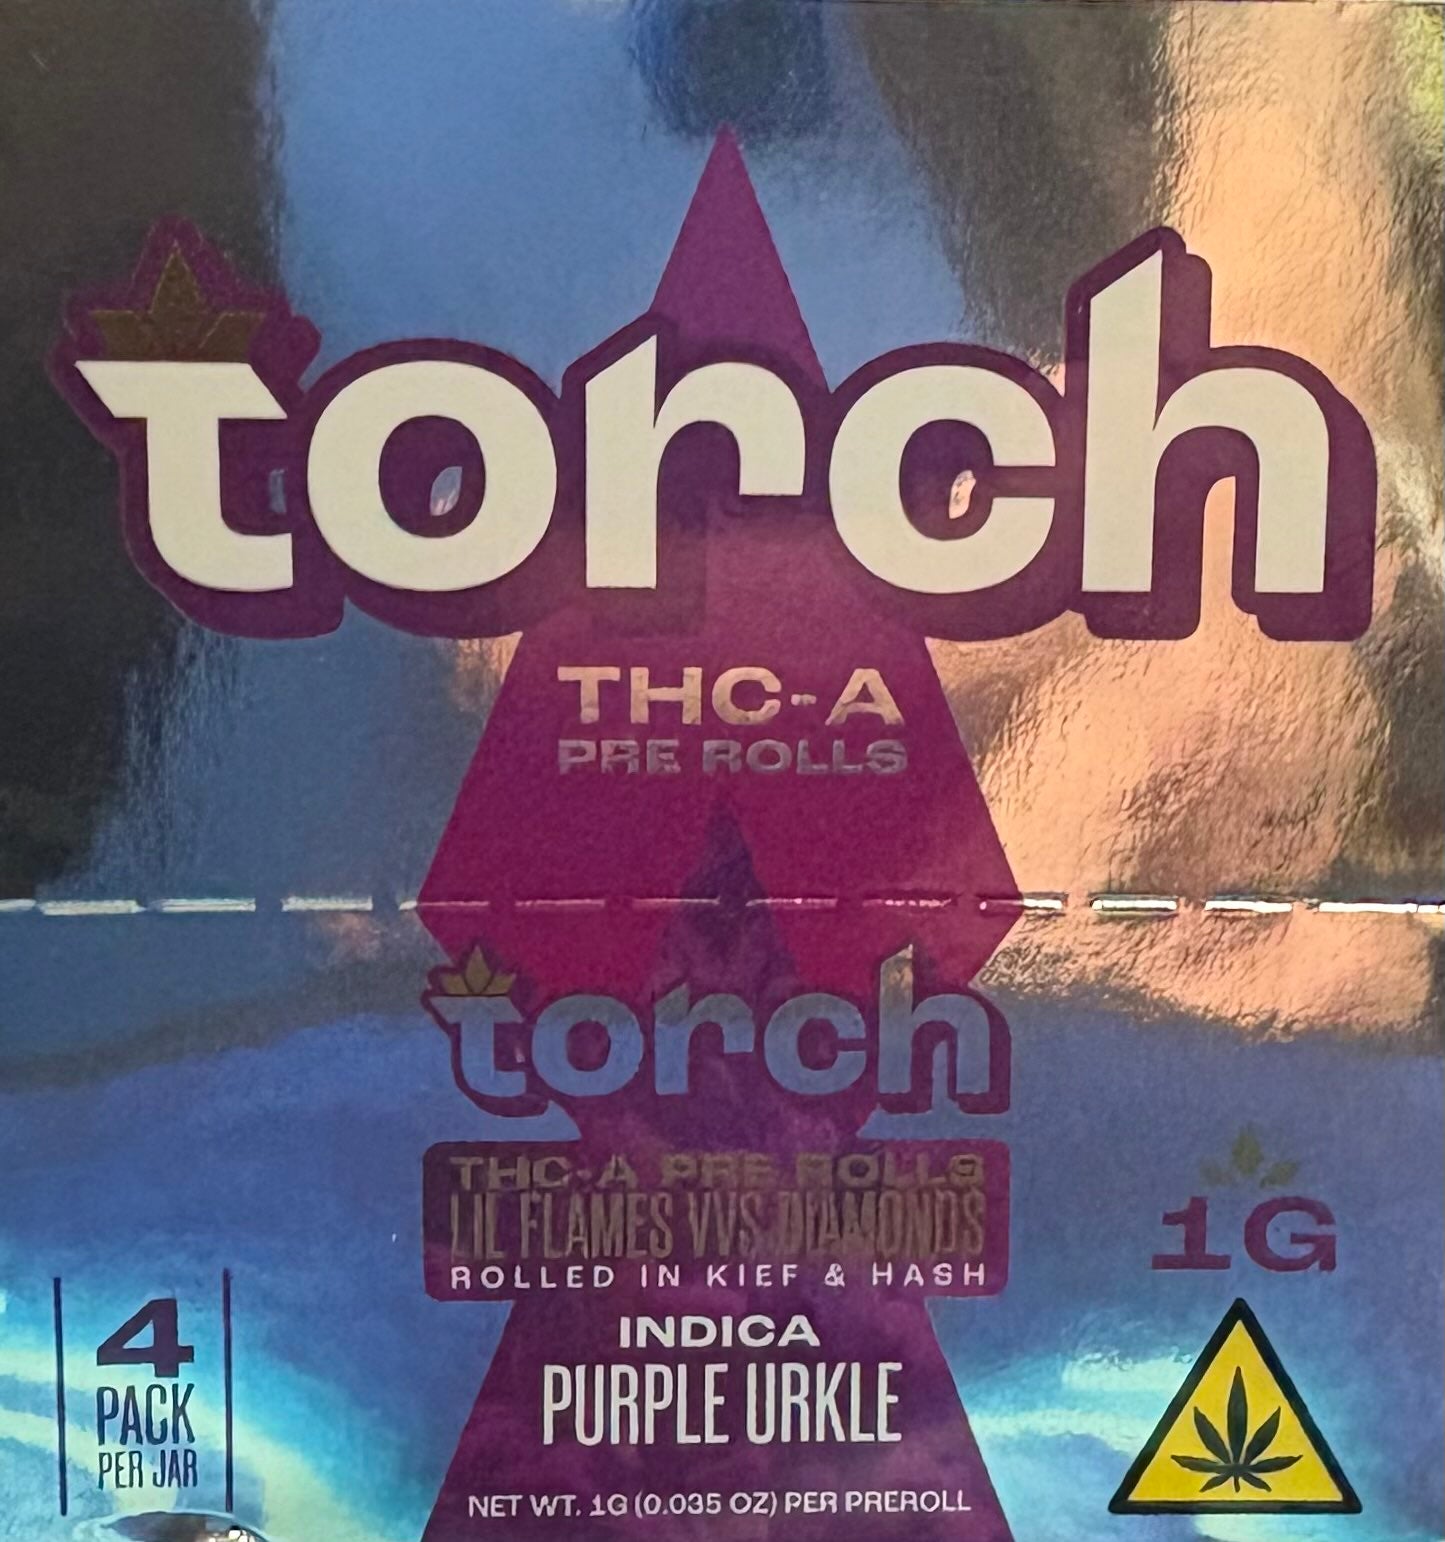 torch
THC-A
PRE ROLLS
torch
THC-A PRE ROLLS
LIL FLAMES VVS DIAMONDS
ROLLED IN KIEF & HASH
INDICA
PURPLE URKLE
NET WT. 1G (0.035 OZ) PER PREROLL
4
PACK
PER JAR
1G